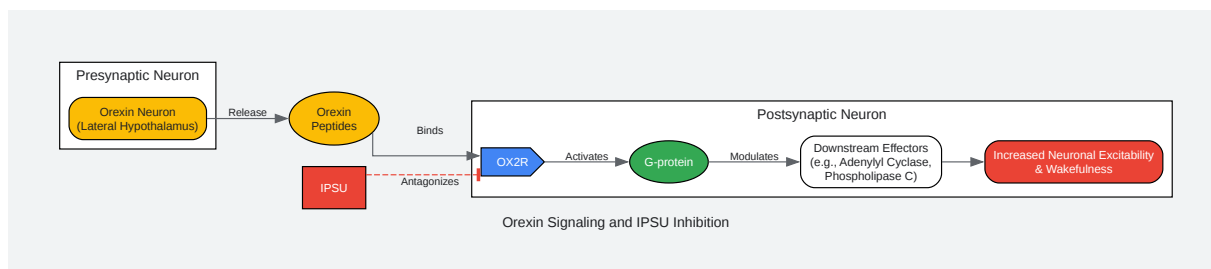 Presynaptic Neuron
Orexin Neuron
(Lateral Hypothalamus)
Release
Orexin
Peptides
Binds
IPSU
Antagonizes
Postsynaptic Neuron
OX2R
Activates
G-protein
Modulates
Downstream Effectors
(e.g., Adenylyl Cyclase,
Phospholipase C)
Increased Neuronal Excitability
& Wakefulness
Orexin Signaling and IPSU Inhibition